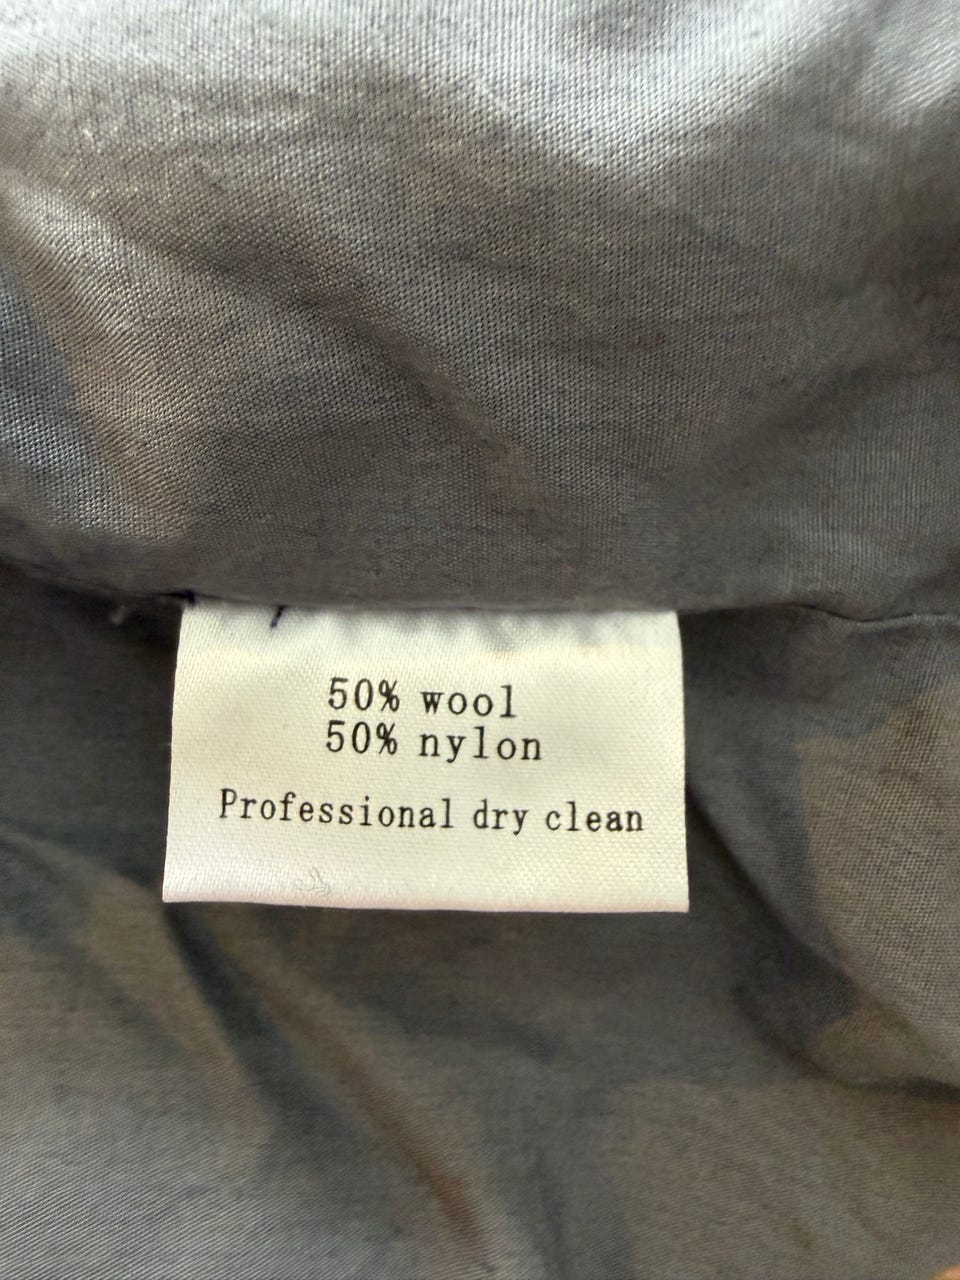 50% wool
50% nylon
Professional dry clean